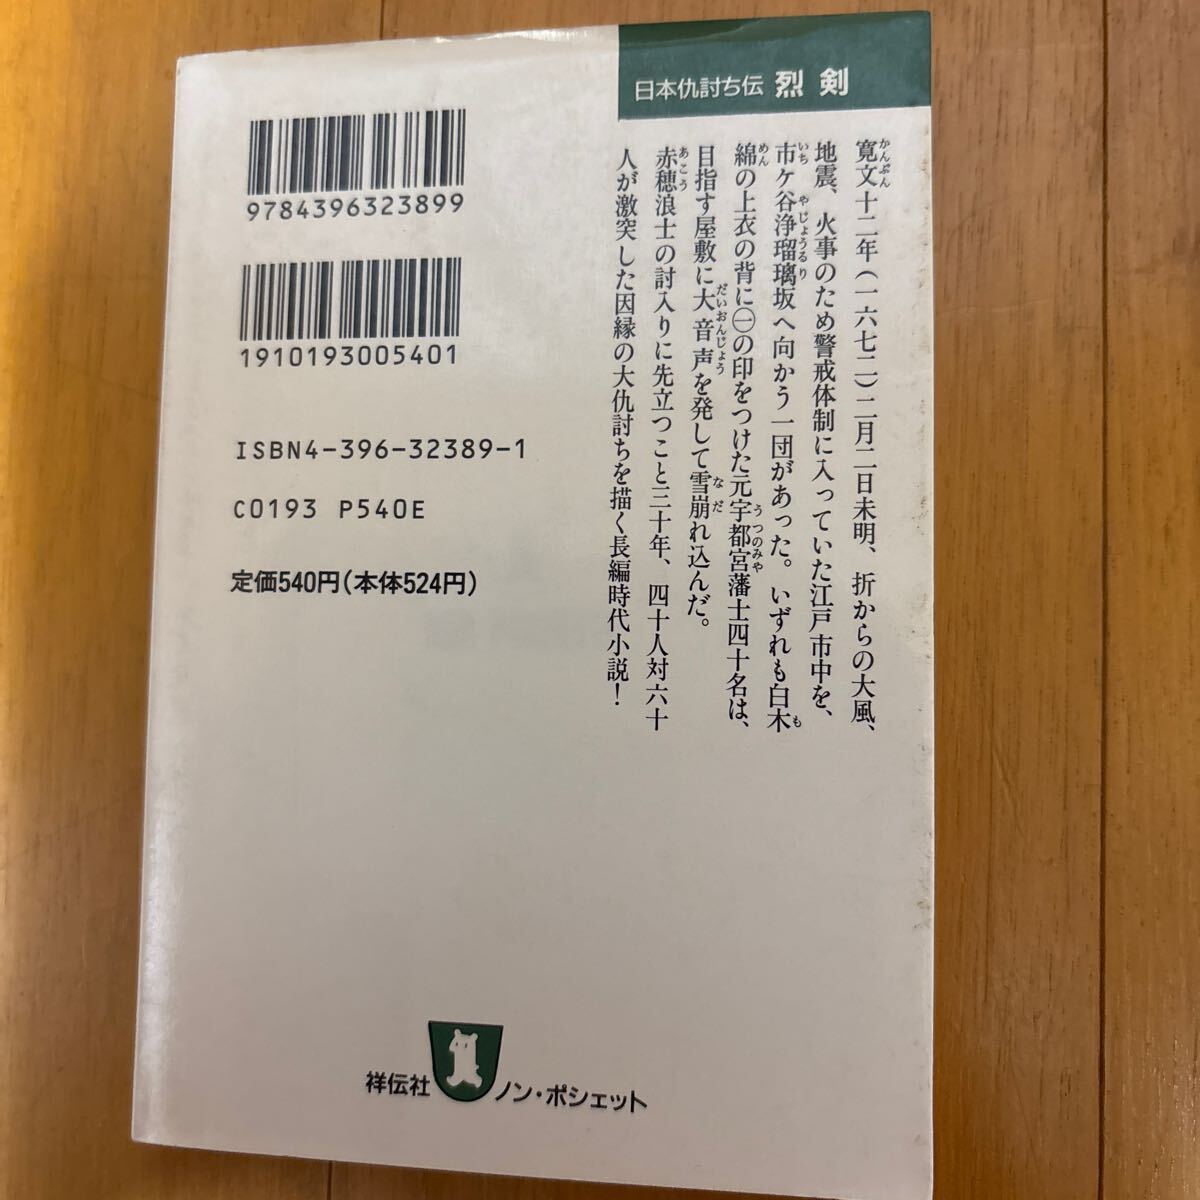 日本仇討ち伝 烈剣
寛文十二年(一六七二)二月二日未明、折からの大風、
地震、火事のため警戒体制に入っていた江戸市中を、
市ケ谷浄瑠璃坂へ向かう一団があった。いずれも白木
綿の上衣の背に㊀の印をつけた元宇都宮藩士四十名は、
目指す屋敷に大音声を発して雪崩れ込んだ。
赤穂浪士の討入りに先立つこと三十年、四十人対六十
人が激突した因縁の大仇討ちを描く長編時代小説!
9784396323899
1910193005401
ISBN4-396-32389-1
C0193 P540E
定価540円(本体524円)
祥伝社 ノン・ポシェット